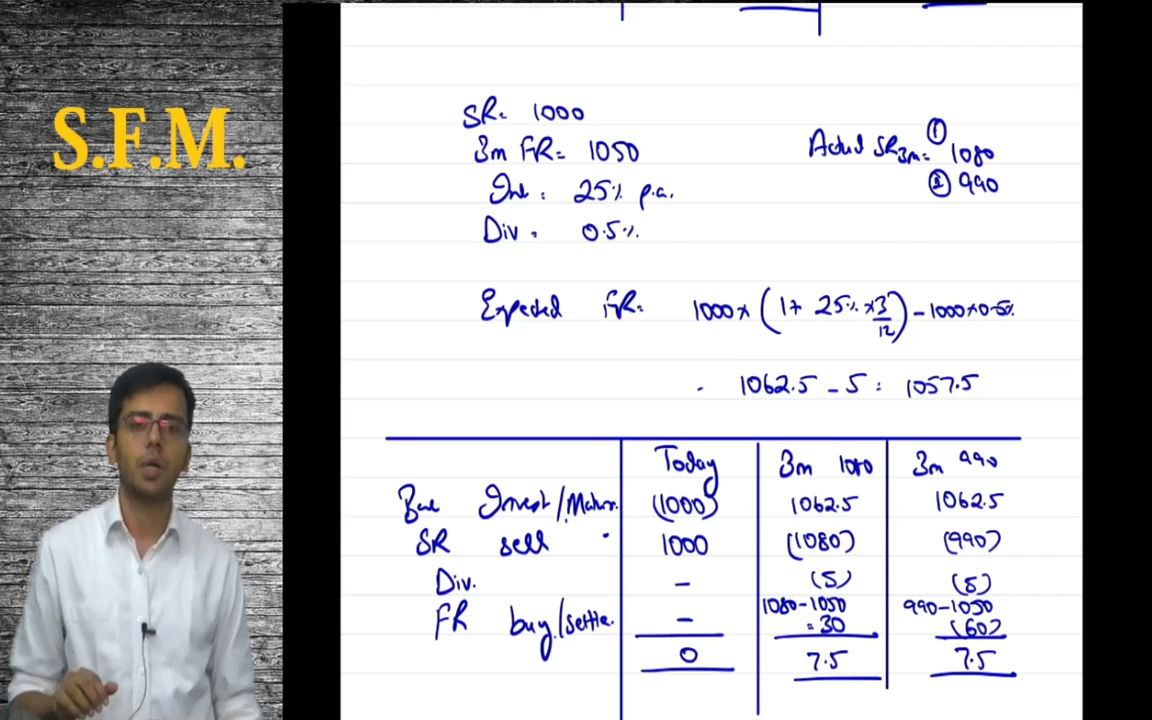 S.F.M.
SR= 1000
3m FR= 1050
Int = 25% p.a.
Div = 0.5%.
Actual SR3m= ① 1080
② 990
Expected FR= 1000 x (1+ 25% x 3/12) - 1000x0.5%
= 1062.5 - 5 = 1057.5
Today 3m 1080 3m 990
Invest/Matur. (1000) 1062.5 1062.5
SR sell 1000 (1080) (990)
Div. - (5) (5)
FR buy/settle. - 1080-1050 =30 990-1050 (60)
0 7.5 7.5